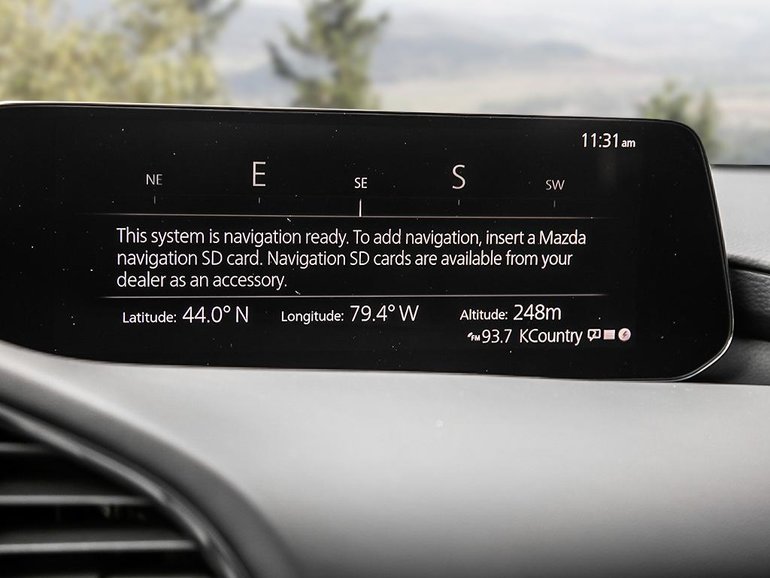 11:31am
NE E SE S SW
This system is navigation ready. To add navigation, insert a Mazda
navigation SD card. Navigation SD cards are available from your
dealer as an accessory.
Latitude: 44.0° N Longitude: 79.4° W Altitude: 248m
FM 93.7 KCountry